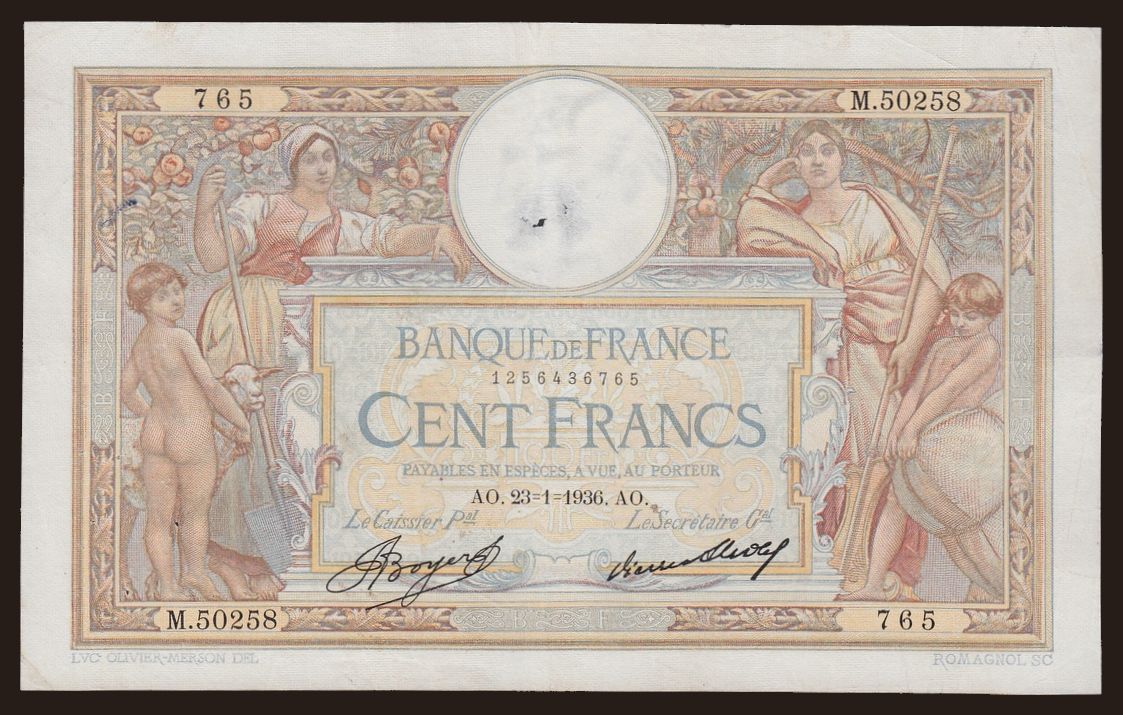 765
M.50258
BANQUE DE FRANCE
1256436765
CENT FRANCS
PAYABLES EN ESPÈCES, A VUE, AU PORTEUR
AO. 23=1=1936. AO.
Le Caissier Pal
Le Secrétaire Gal
M.50258
765
LVC· OLIVIER-MERSON DEL
ROMAGNOL SC